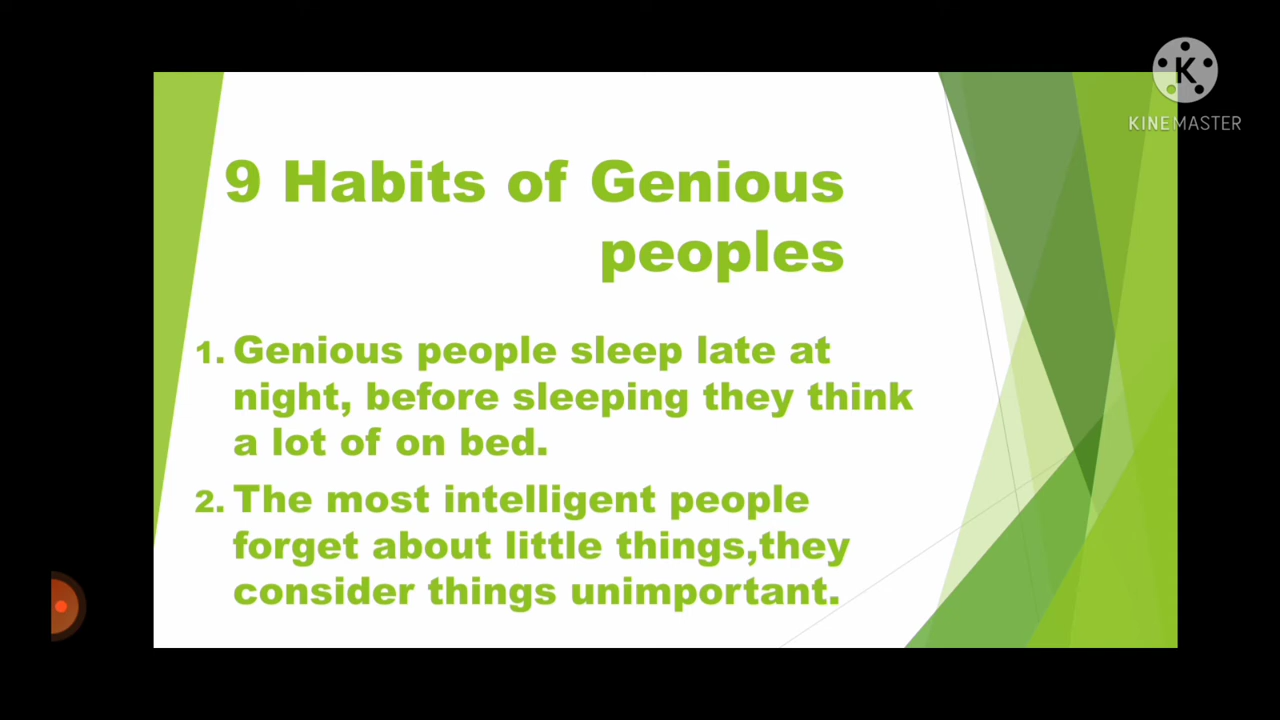 K
KINEMASTER
9 Habits of Genious
peoples
1. Genious people sleep late at
night, before sleeping they think
a lot of on bed.
2. The most intelligent people
forget about little things,they
consider things unimportant.